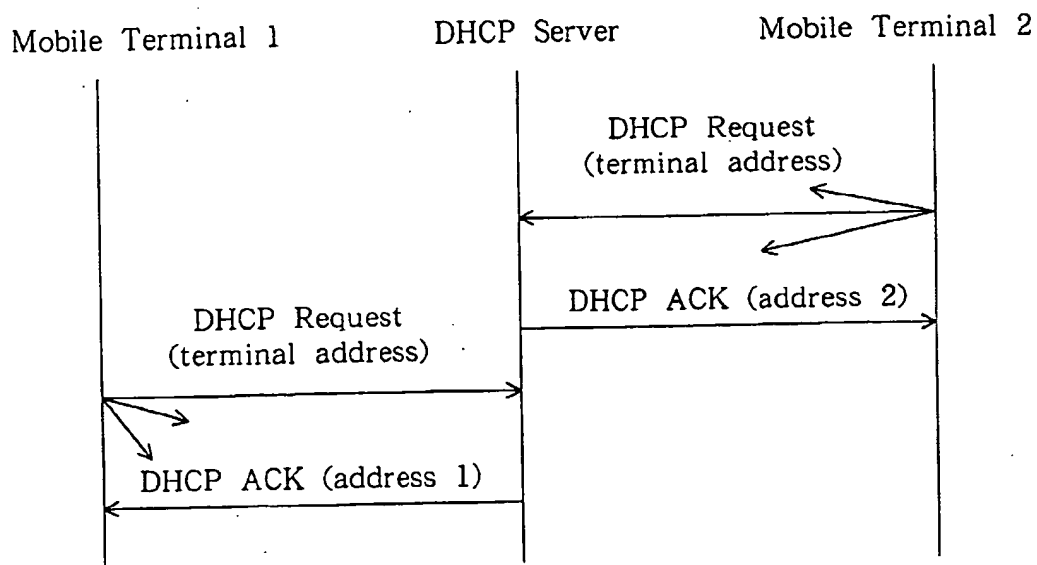 Mobile Terminal 1
DHCP Server
Mobile Terminal 2
DHCP Request
(terminal address)
DHCP ACK (address 2)
DHCP Request
(terminal address)
DHCP ACK (address 1)